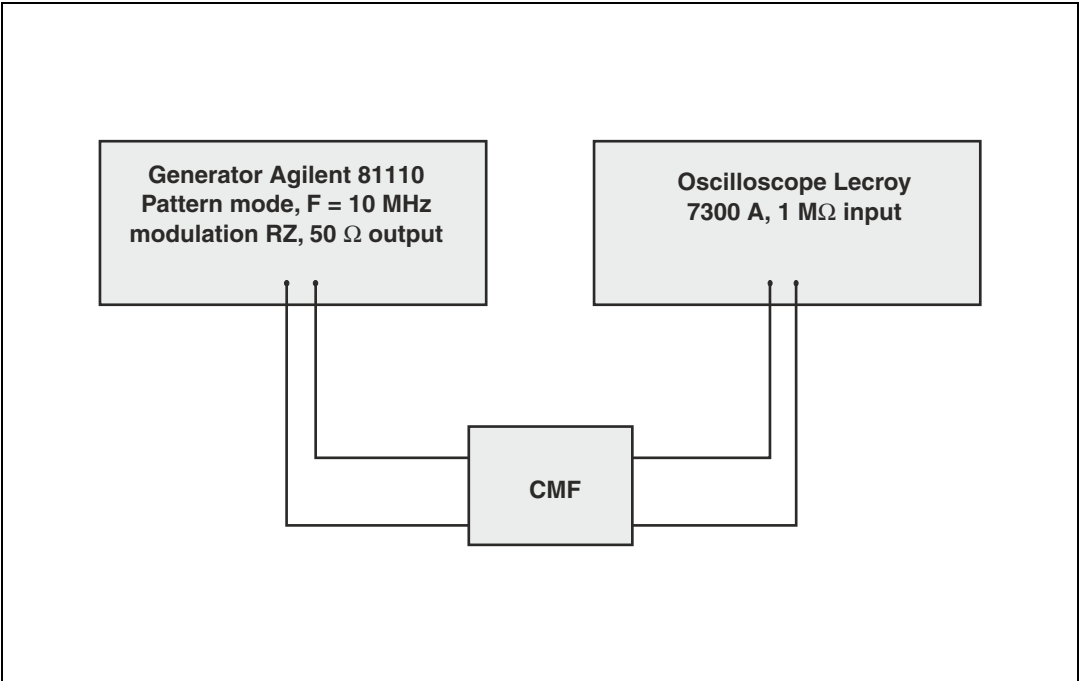 Generator Agilent 81110
Pattern mode, F = 10 MHz
modulation RZ, 50 Ω output
Oscilloscope Lecroy
7300 A, 1 MΩ input
CMF